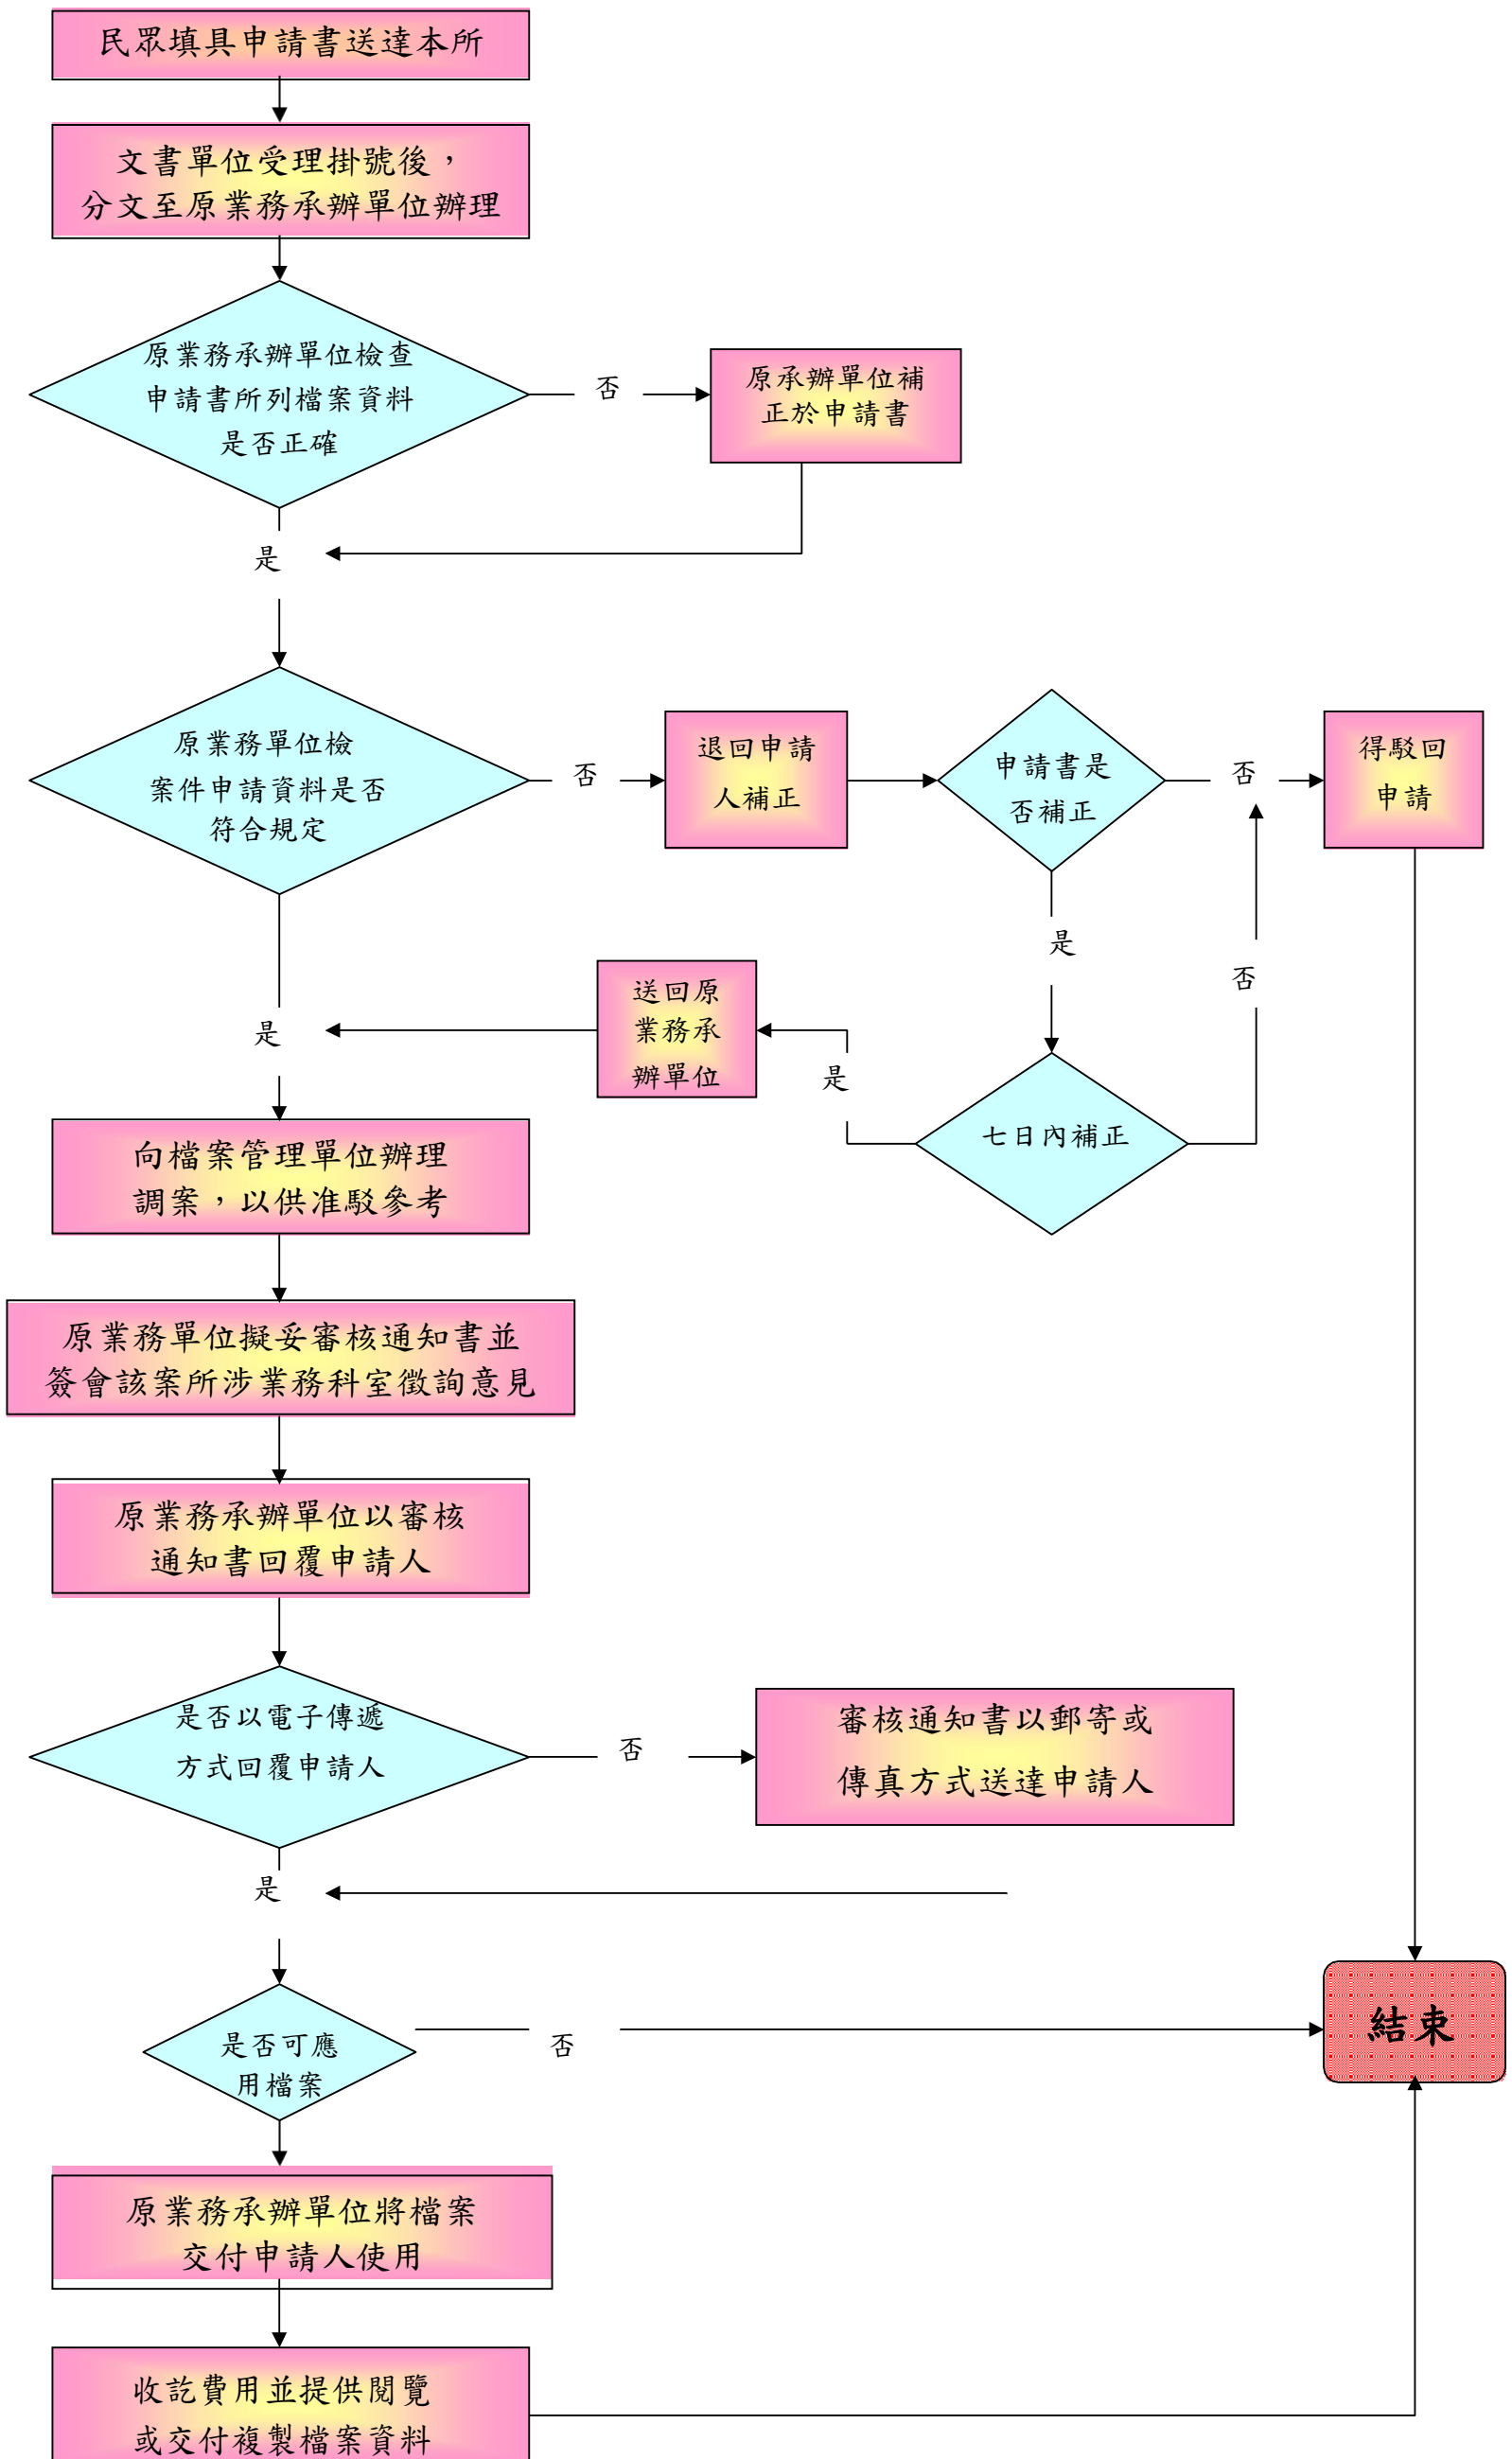 民眾填具申請書送達本所
文書單位受理掛號後，
分文至原業務承辦單位辦理
原業務承辦單位檢查
申請書所列檔案資料
是否正確
否
原承辦單位補
正於申請書
是
原業務單位檢
案件申請資料是否
符合規定
否
退回申請
人補正
申請書是
否補正
否
得駁回
申請
是
否
送回原
業務承
辦單位
是
是
七日內補正
向檔案管理單位辦理
調案，以供准駁參考
原業務單位擬妥審核通知書並
簽會該案所涉業務科室徵詢意見
原業務承辦單位以審核
通知書回覆申請人
是否以電子傳遞
方式回覆申請人
否
審核通知書以郵寄或
傳真方式送達申請人
是
是否可應
用檔案
否
結束
原業務承辦單位將檔案
交付申請人使用
收訖費用並提供閱覽
或交付複製檔案資料